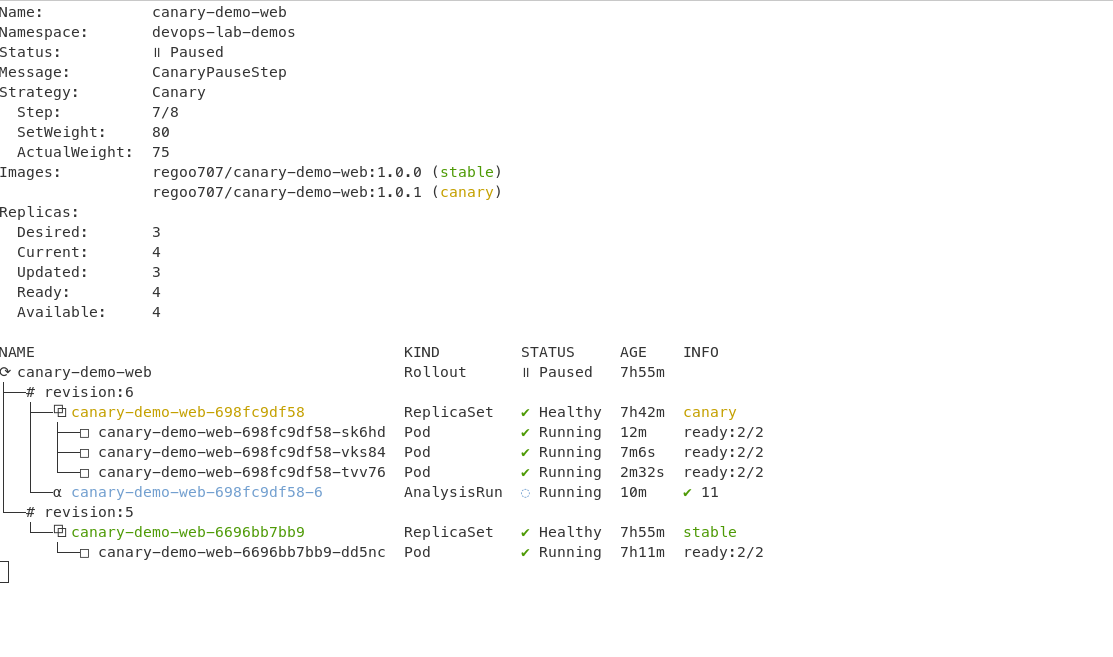 Name:            canary-demo-web
Namespace:       devops-lab-demos
Status:          ॥ Paused
Message:         CanaryPauseStep
Strategy:        Canary
  Step:          7/8
  SetWeight:     80
  ActualWeight:  75
Images:          regoo707/canary-demo-web:1.0.0 (stable)
                 regoo707/canary-demo-web:1.0.1 (canary)
Replicas:
  Desired:       3
  Current:       4
  Updated:       3
  Ready:         4
  Available:     4

NAME                                         KIND         STATUS     AGE    INFO
⟳ canary-demo-web                            Rollout      ॥ Paused   7h55m
├──# revision:6
│  ├──⧉ canary-demo-web-698fc9df58           ReplicaSet   ✔ Healthy  7h42m  canary
│  │  ├──□ canary-demo-web-698fc9df58-sk6hd  Pod          ✔ Running  12m    ready:2/2
│  │  ├──□ canary-demo-web-698fc9df58-vks84  Pod          ✔ Running  7m6s   ready:2/2
│  │  └──□ canary-demo-web-698fc9df58-tvv76  Pod          ✔ Running  2m32s  ready:2/2
│  └──α canary-demo-web-698fc9df58-6         AnalysisRun  ◌ Running  10m    ✔ 11
└──# revision:5
   └──⧉ canary-demo-web-6696bb7bb9           ReplicaSet   ✔ Healthy  7h55m  stable
      └──□ canary-demo-web-6696bb7bb9-dd5nc  Pod          ✔ Running  7h11m  ready:2/2